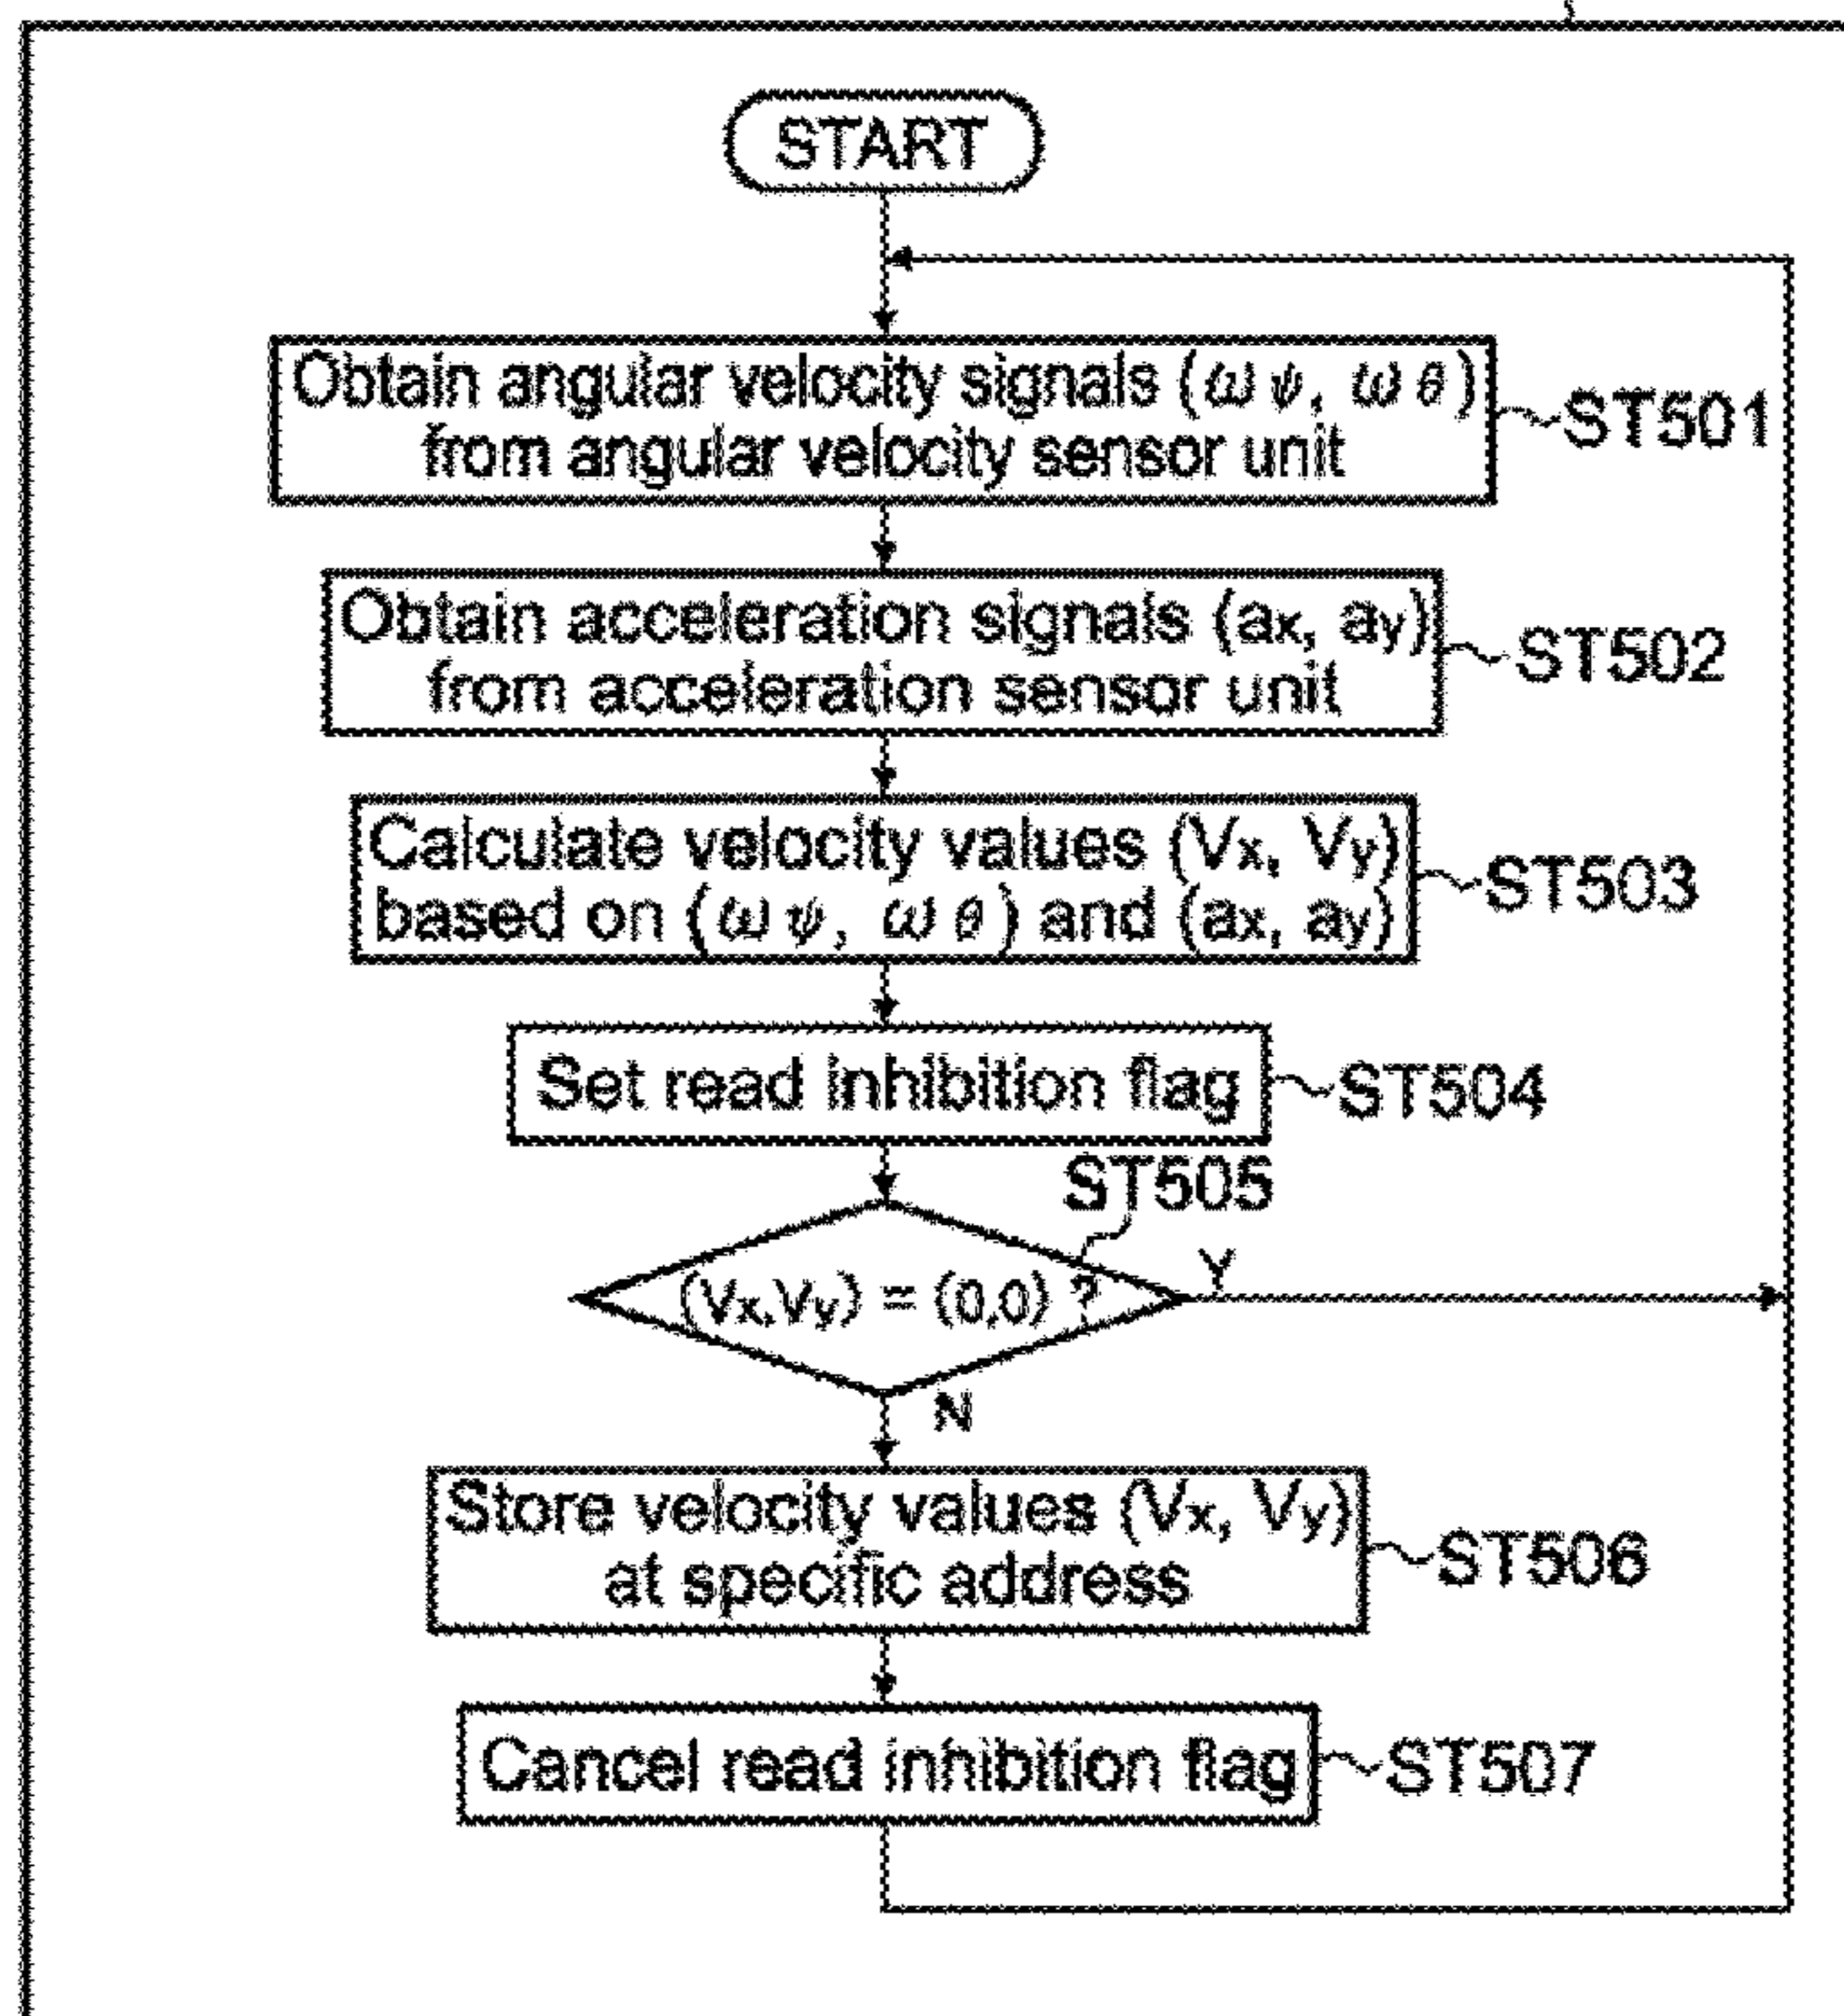 START
Obtain angular velocity signals (ωψ, ωθ)
from angular velocity sensor unit
ST501
Obtain acceleration signals (ax, ay)
from acceleration sensor unit
ST502
Calculate velocity values (Vx, Vy)
based on (ωψ, ωθ) and (ax, ay)
ST503
Set read inhibition flag
ST504
ST505
(Vx,Vy) = (0,0) ?
Y
N
Store velocity values (Vx, Vy)
at specific address
ST506
Cancel read inhibition flag
ST507